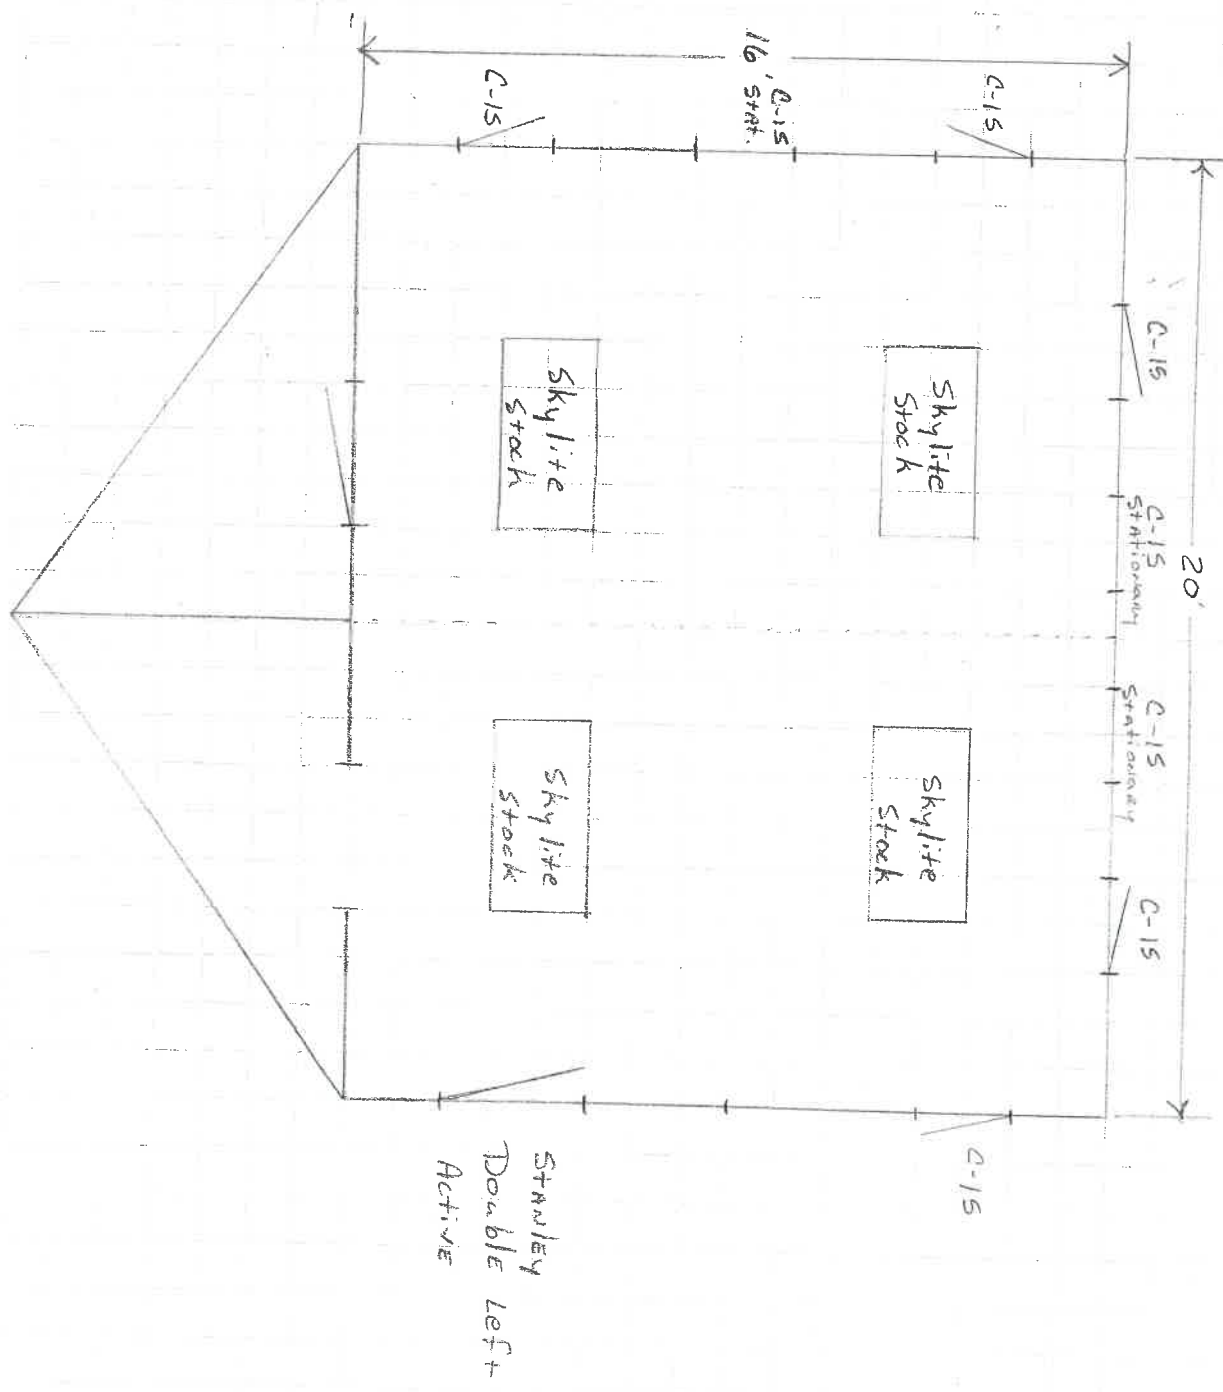 16'
C-15
C-15
STAT.
C-15
C-15
C-15
STATIONARY
20'
C-15
STATIONARY
C-15
C-15
Skylite
Stock
Skylite
Stock
Skylite
Stock
Skylite
Stock
STANLEY
DOUBLE LEFT
ACTIVE